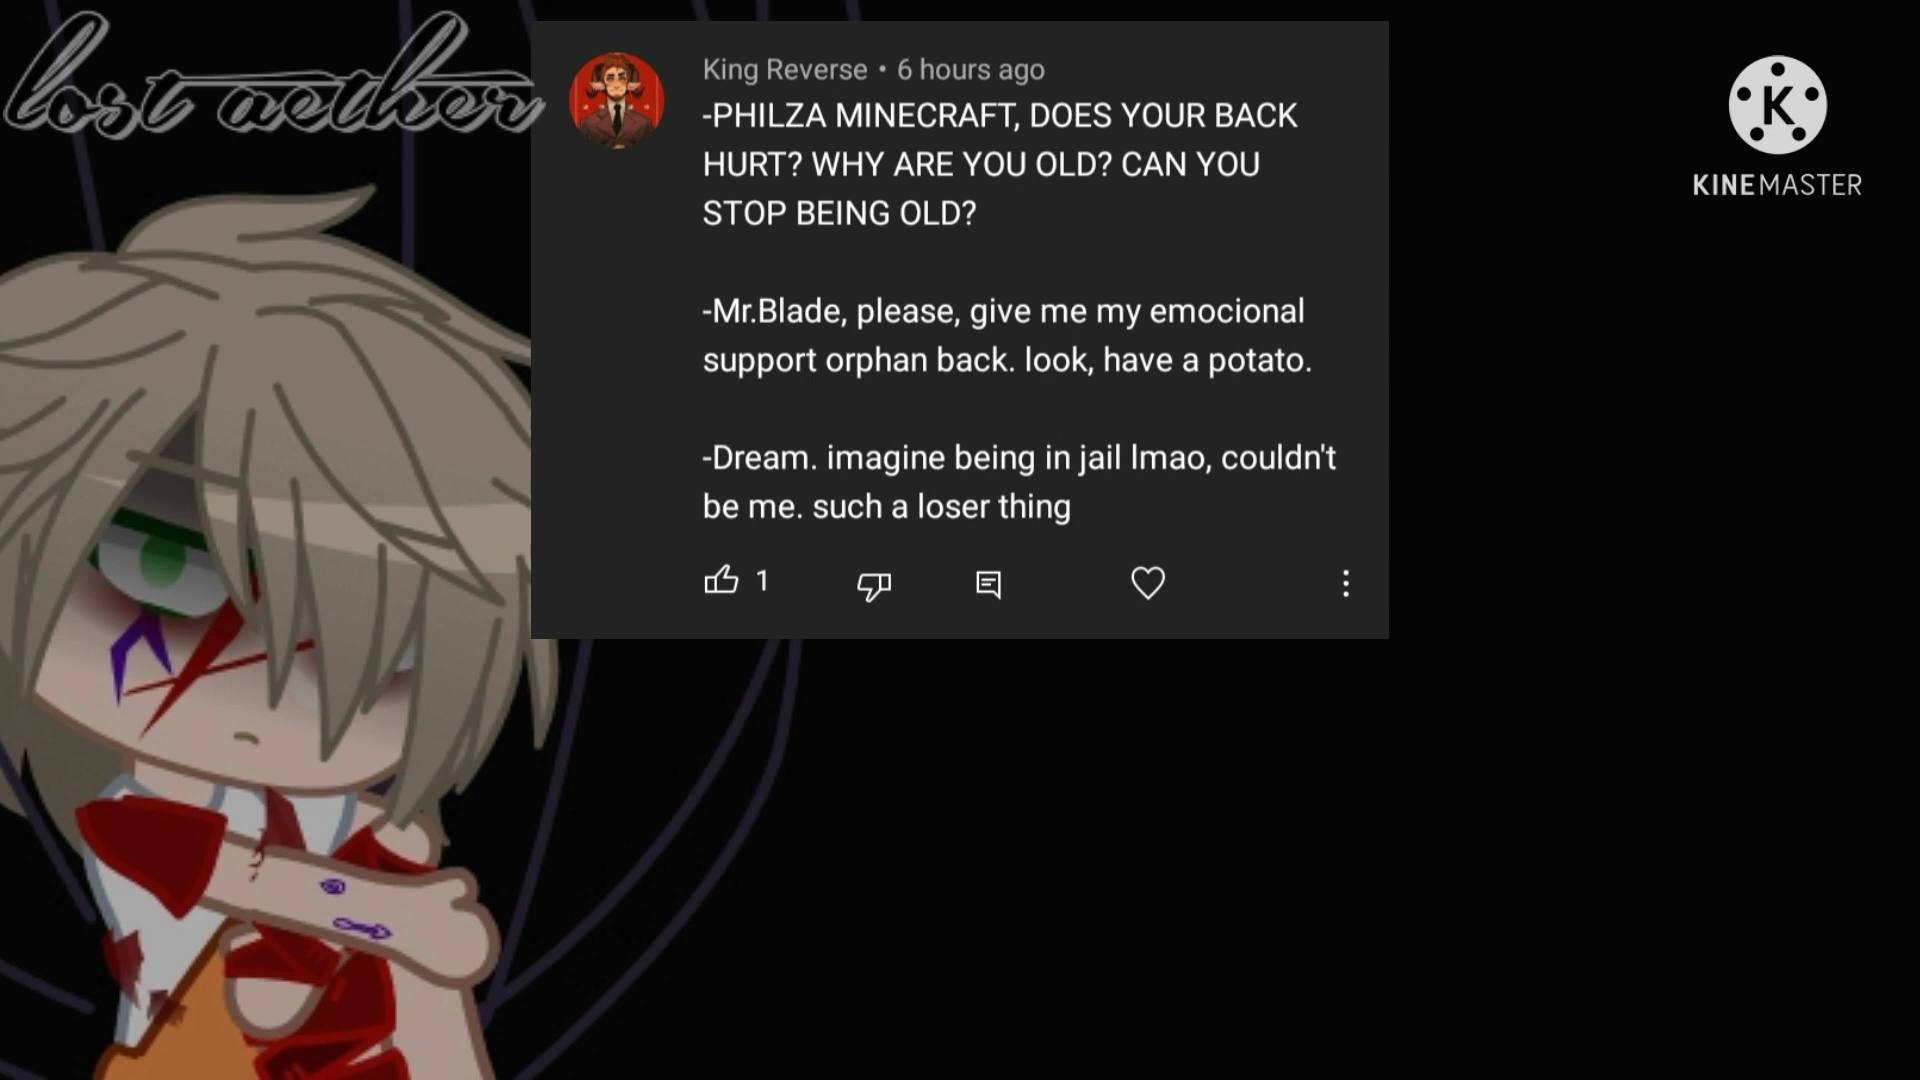 lost aether
King Reverse • 6 hours ago
-PHILZA MINECRAFT, DOES YOUR BACK
HURT? WHY ARE YOU OLD? CAN YOU
STOP BEING OLD?
-Mr.Blade, please, give me my emocional
support orphan back. look, have a potato.
-Dream. imagine being in jail lmao, couldn't
be me. such a loser thing
1
K
KINEMASTER